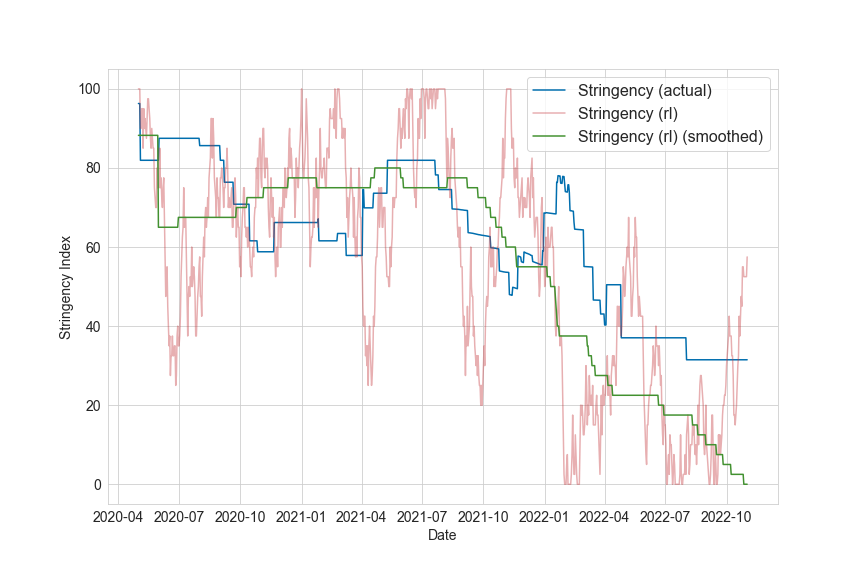 Stringency (actual)
Stringency (rl)
Stringency (rl) (smoothed)
100
80
60
40
20
0
Stringency Index
2020-04 2020-07 2020-10 2021-01 2021-04 2021-07 2021-10 2022-01 2022-04 2022-07 2022-10
Date